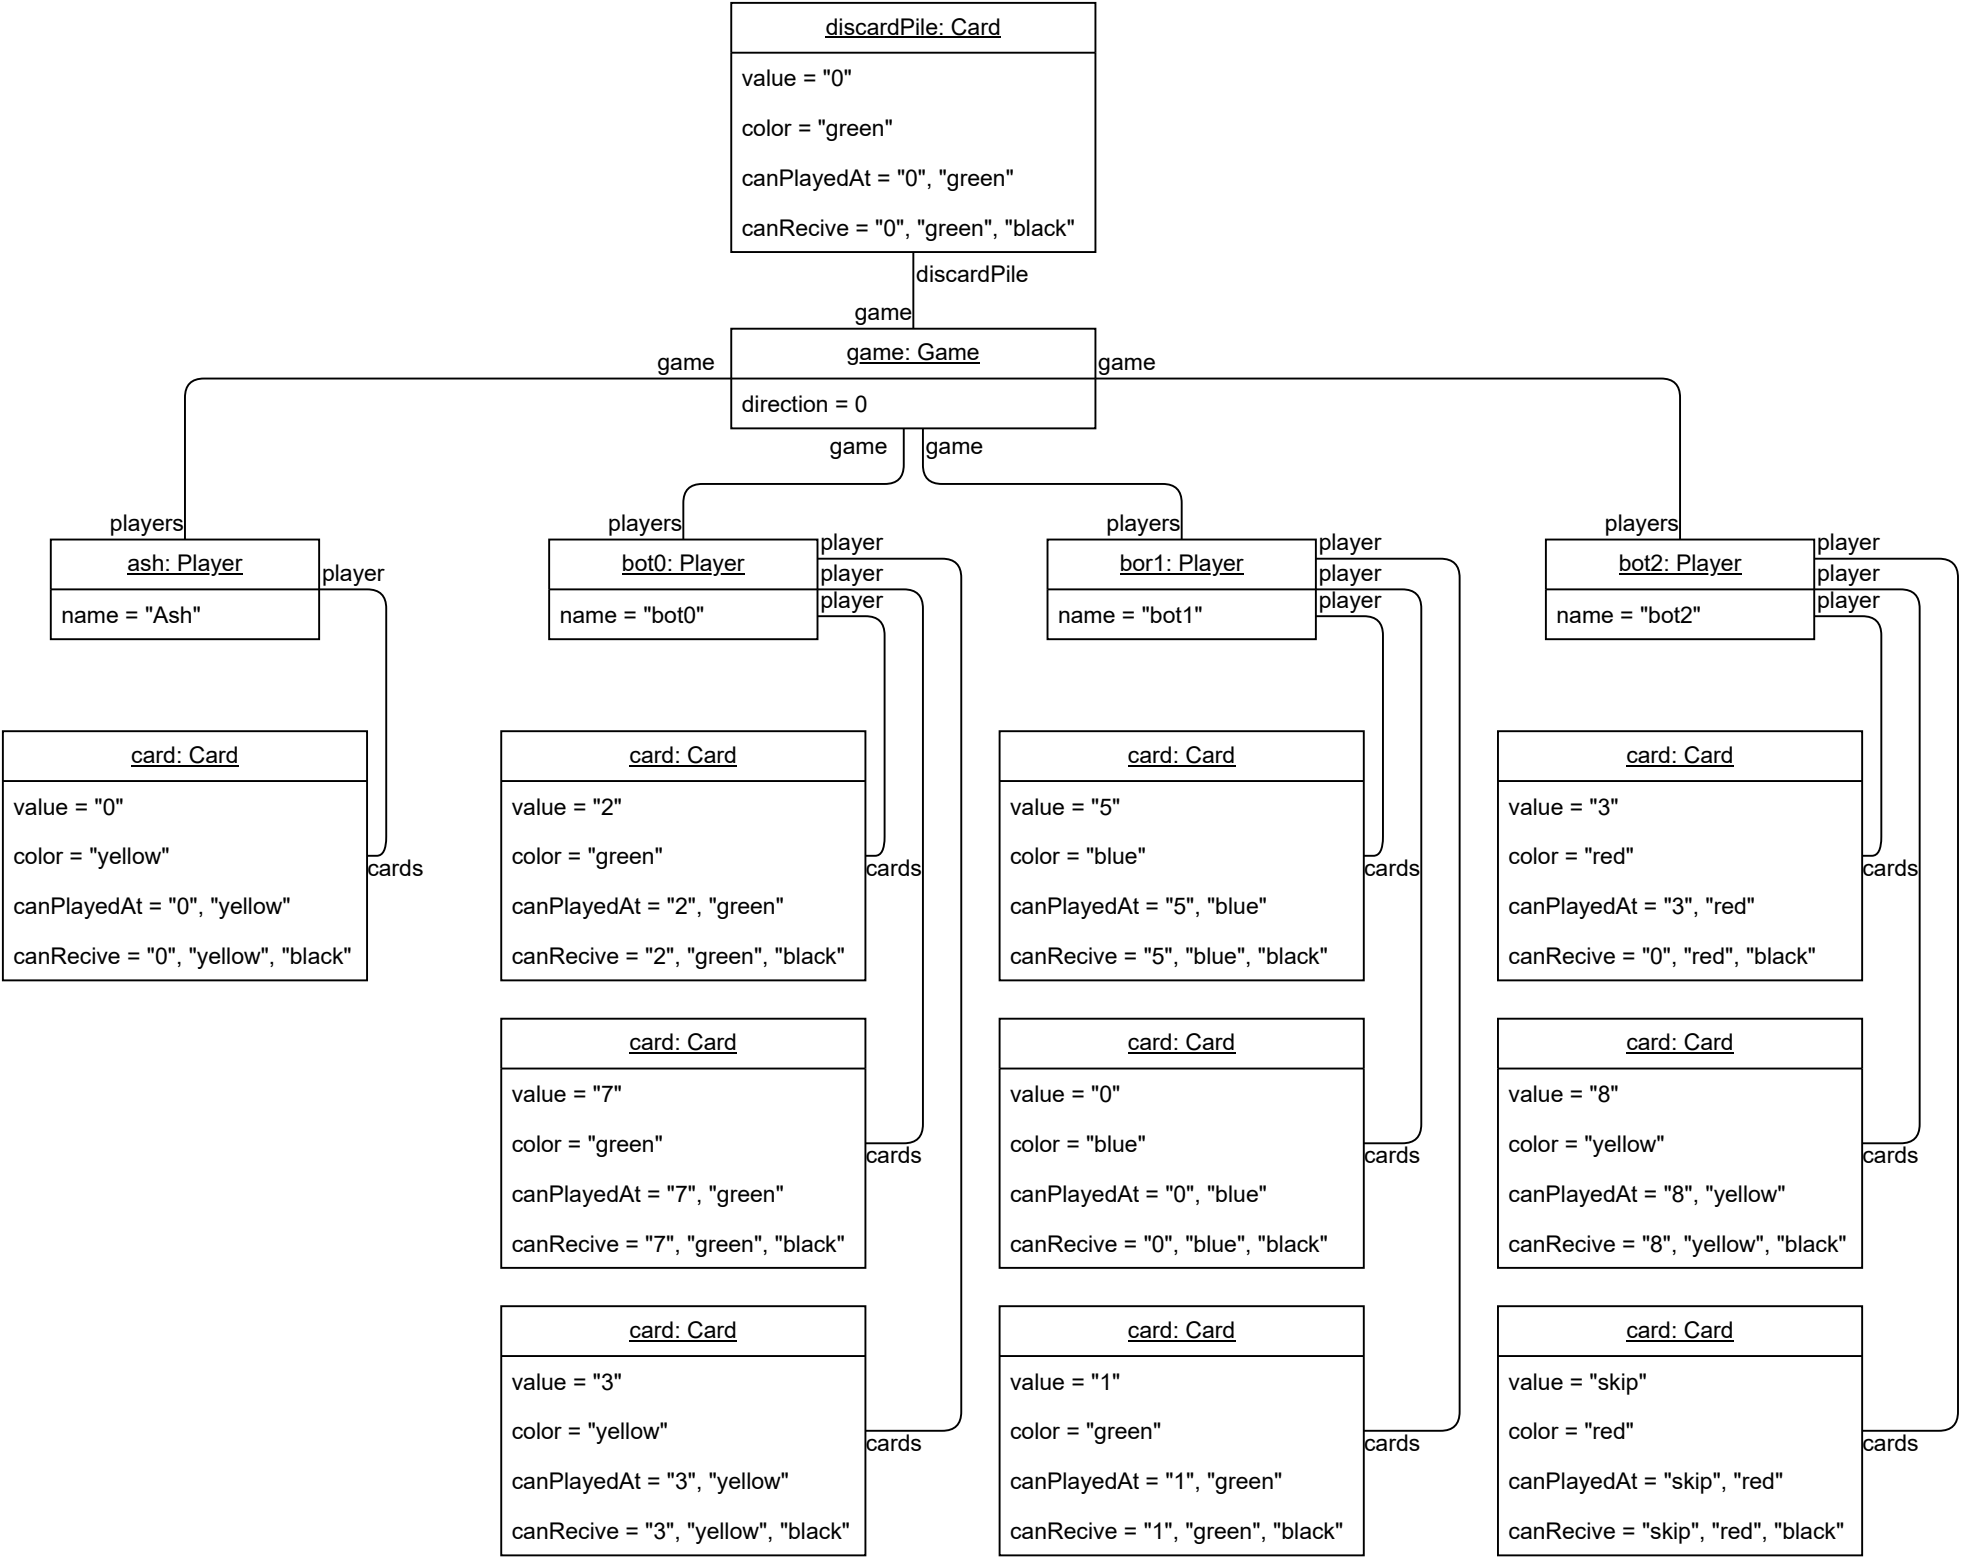 discardPile: Card
value = "0"
color = "green"
canPlayedAt = "0", "green"
canRecive = "0", "green", "black"
discardPile
game
game: Game
direction = 0
game
game
game
game
players
ash: Player
name = "Ash"
player
cards
card: Card
value = "0"
color = "yellow"
canPlayedAt = "0", "yellow"
canRecive = "0", "yellow", "black"
players
bot0: Player
name = "bot0"
player
player
player
card: Card
value = "2"
color = "green"
canPlayedAt = "2", "green"
canRecive = "2", "green", "black"
cards
card: Card
value = "7"
color = "green"
canPlayedAt = "7", "green"
canRecive = "7", "green", "black"
cards
card: Card
value = "3"
color = "yellow"
canPlayedAt = "3", "yellow"
canRecive = "3", "yellow", "black"
cards
players
bor1: Player
name = "bot1"
player
player
player
card: Card
value = "5"
color = "blue"
canPlayedAt = "5", "blue"
canRecive = "5", "blue", "black"
cards
card: Card
value = "0"
color = "blue"
canPlayedAt = "0", "blue"
canRecive = "0", "blue", "black"
cards
card: Card
value = "1"
color = "green"
canPlayedAt = "1", "green"
canRecive = "1", "green", "black"
cards
players
bot2: Player
name = "bot2"
player
player
player
card: Card
value = "3"
color = "red"
canPlayedAt = "3", "red"
canRecive = "0", "red", "black"
cards
card: Card
value = "8"
color = "yellow"
canPlayedAt = "8", "yellow"
canRecive = "8", "yellow", "black"
cards
card: Card
value = "skip"
color = "red"
canPlayedAt = "skip", "red"
canRecive = "skip", "red", "black"
cards